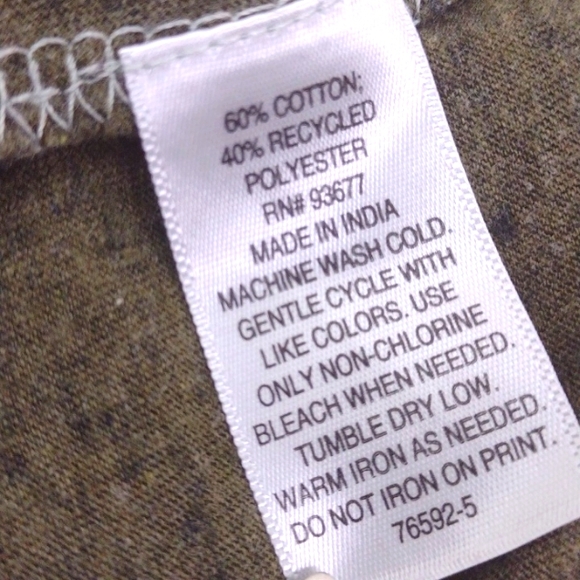 60% COTTON;
40% RECYCLED
POLYESTER
RN# 93677
MADE IN INDIA
MACHINE WASH COLD.
GENTLE CYCLE WITH
LIKE COLORS. USE
ONLY NON-CHLORINE
BLEACH WHEN NEEDED.
TUMBLE DRY LOW.
WARM IRON AS NEEDED.
DO NOT IRON ON PRINT.
76592-5